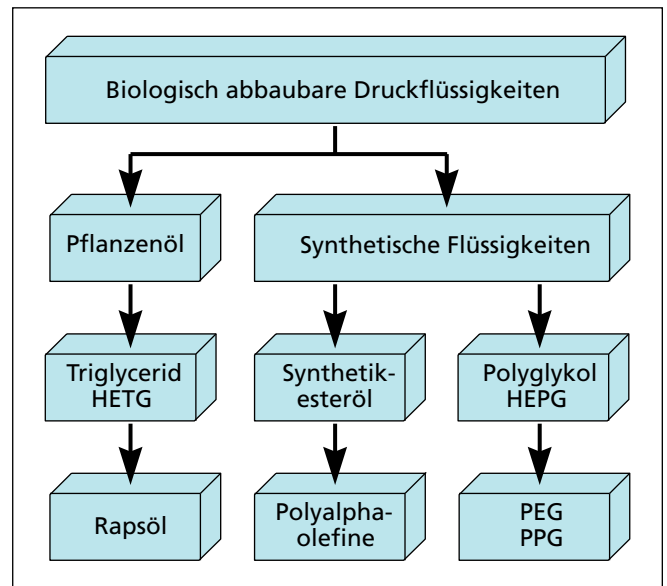 Biologisch abbaubare Druckflüssigkeiten
Pflanzenöl
Synthetische Flüssigkeiten
Triglycerid
HETG
Synthetik-
esteröl
Polyglykol
HEPG
Rapsöl
Polyalpha-
olefine
PEG
PPG